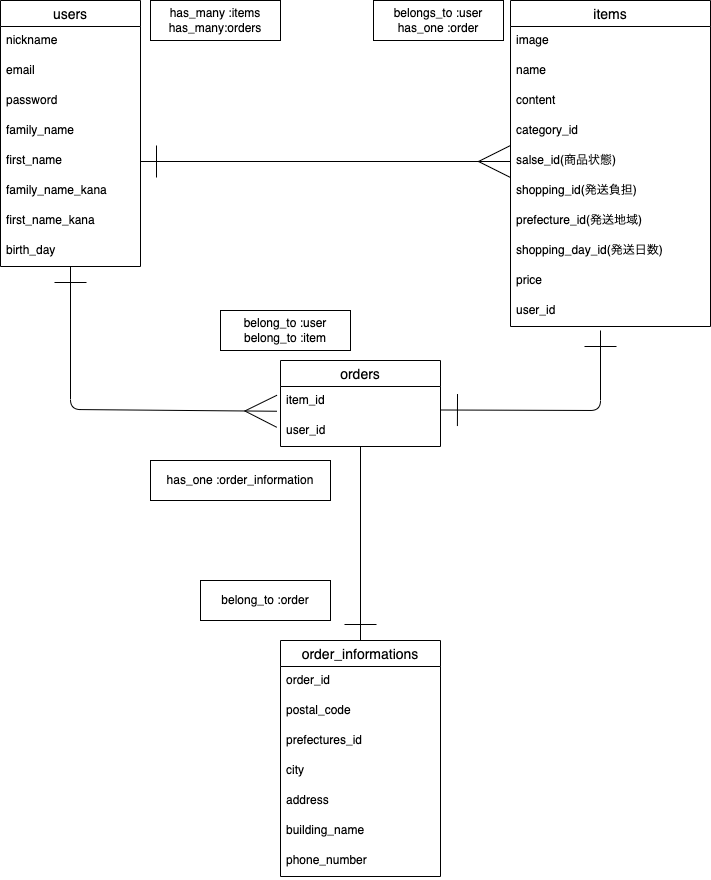 users
nickname
email
password
family_name
first_name
family_name_kana
first_name_kana
birth_day
has_many :items
has_many:orders
belongs_to :user
has_one :order
items
image
name
content
category_id
salse_id(商品状態)
shopping_id(発送負担)
prefecture_id(発送地域)
shopping_day_id(発送日数)
price
user_id
belong_to :user
belong_to :item
orders
item_id
user_id
has_one :order_information
belong_to :order
order_informations
order_id
postal_code
prefectures_id
city
address
building_name
phone_number